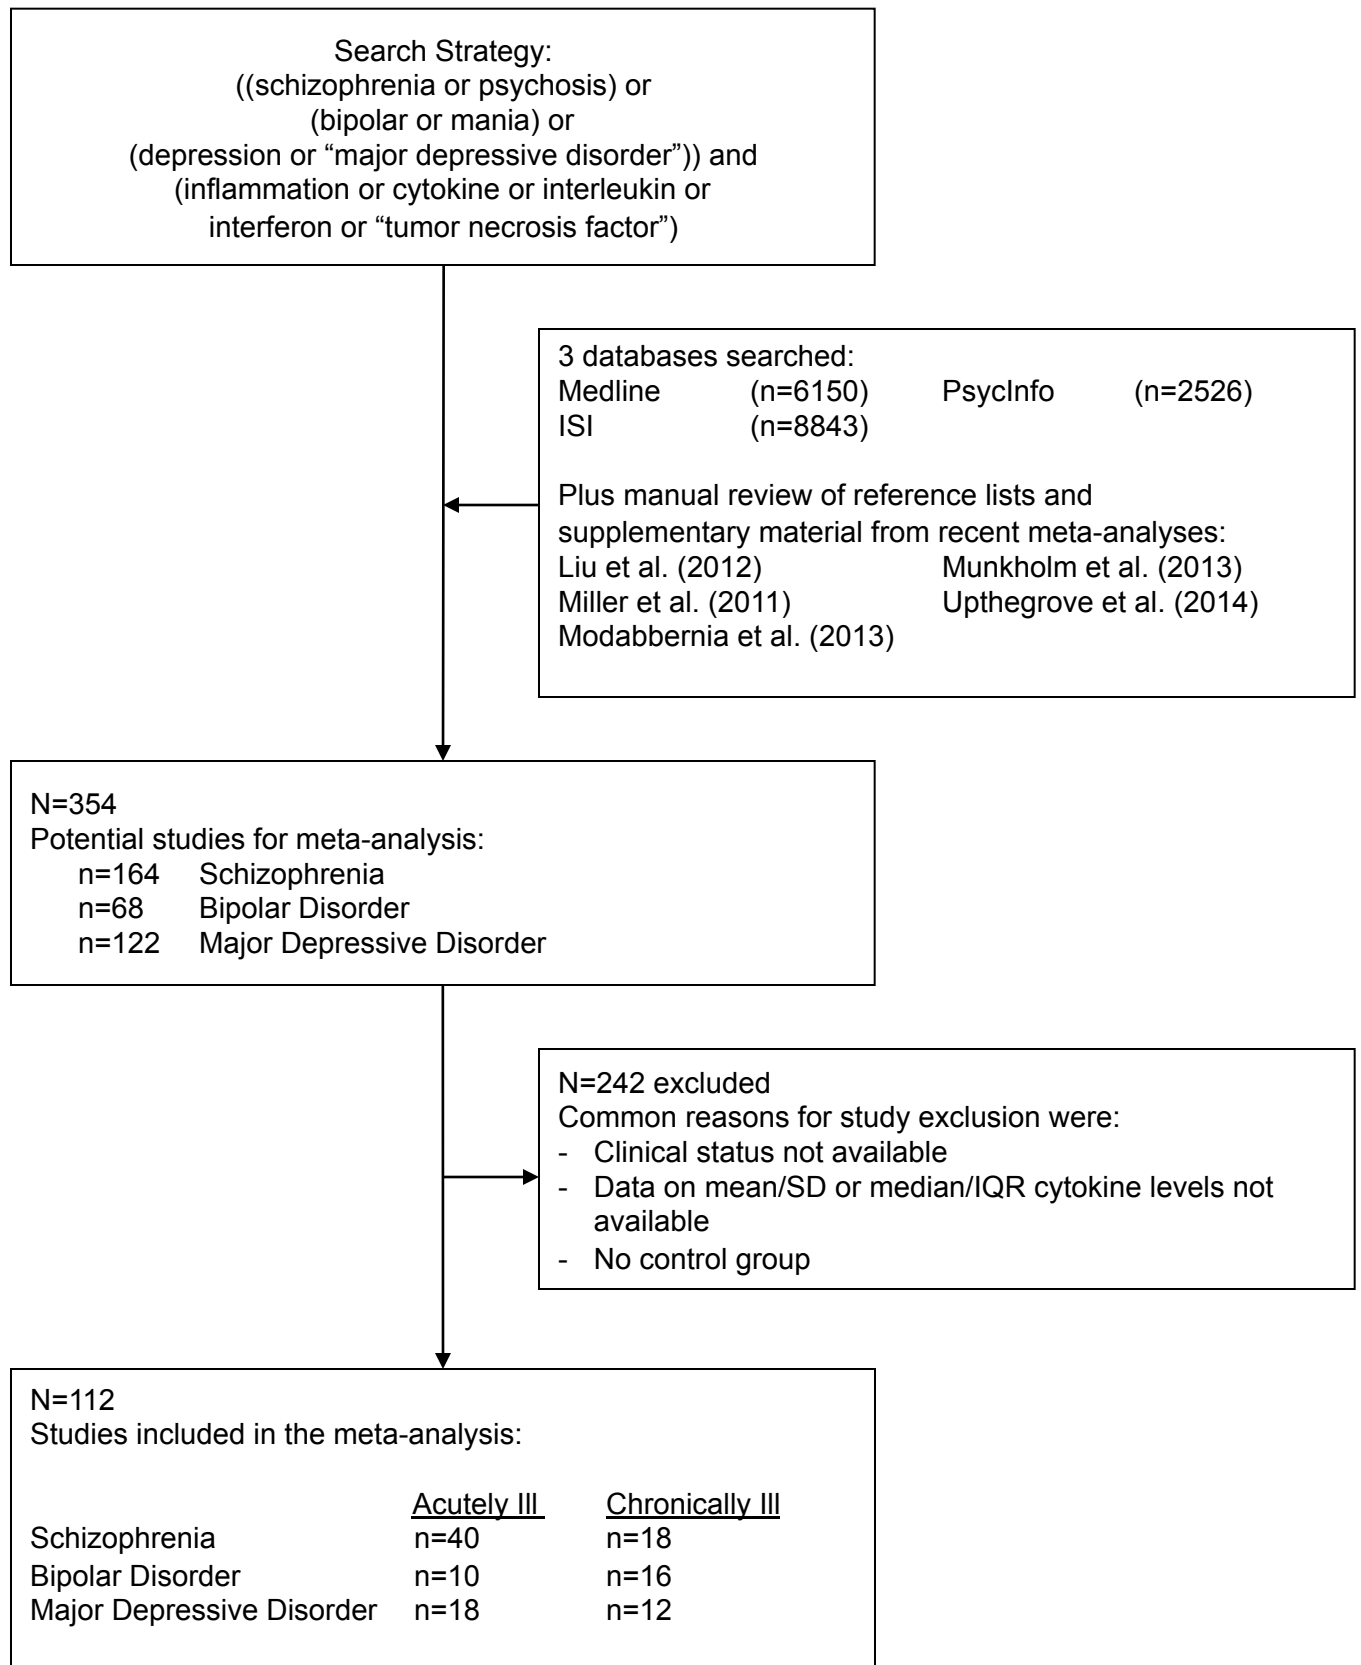 Search Strategy:
((schizophrenia or psychosis) or
(bipolar or mania) or
(depression or “major depressive disorder”)) and
(inflammation or cytokine or interleukin or
interferon or “tumor necrosis factor”)
3 databases searched:
Medline (n=6150) PsycInfo (n=2526)
ISI (n=8843)
Plus manual review of reference lists and
supplementary material from recent meta-analyses:
Liu et al. (2012) Munkholm et al. (2013)
Miller et al. (2011) Upthegrove et al. (2014)
Modabbernia et al. (2013)
N=354
Potential studies for meta-analysis:
n=164 Schizophrenia
n=68 Bipolar Disorder
n=122 Major Depressive Disorder
N=242 excluded
Common reasons for study exclusion were:
- Clinical status not available
- Data on mean/SD or median/IQR cytokine levels not
available
- No control group
N=112
Studies included in the meta-analysis:
Acutely Ill Chronically Ill
Schizophrenia n=40 n=18
Bipolar Disorder n=10 n=16
Major Depressive Disorder n=18 n=12